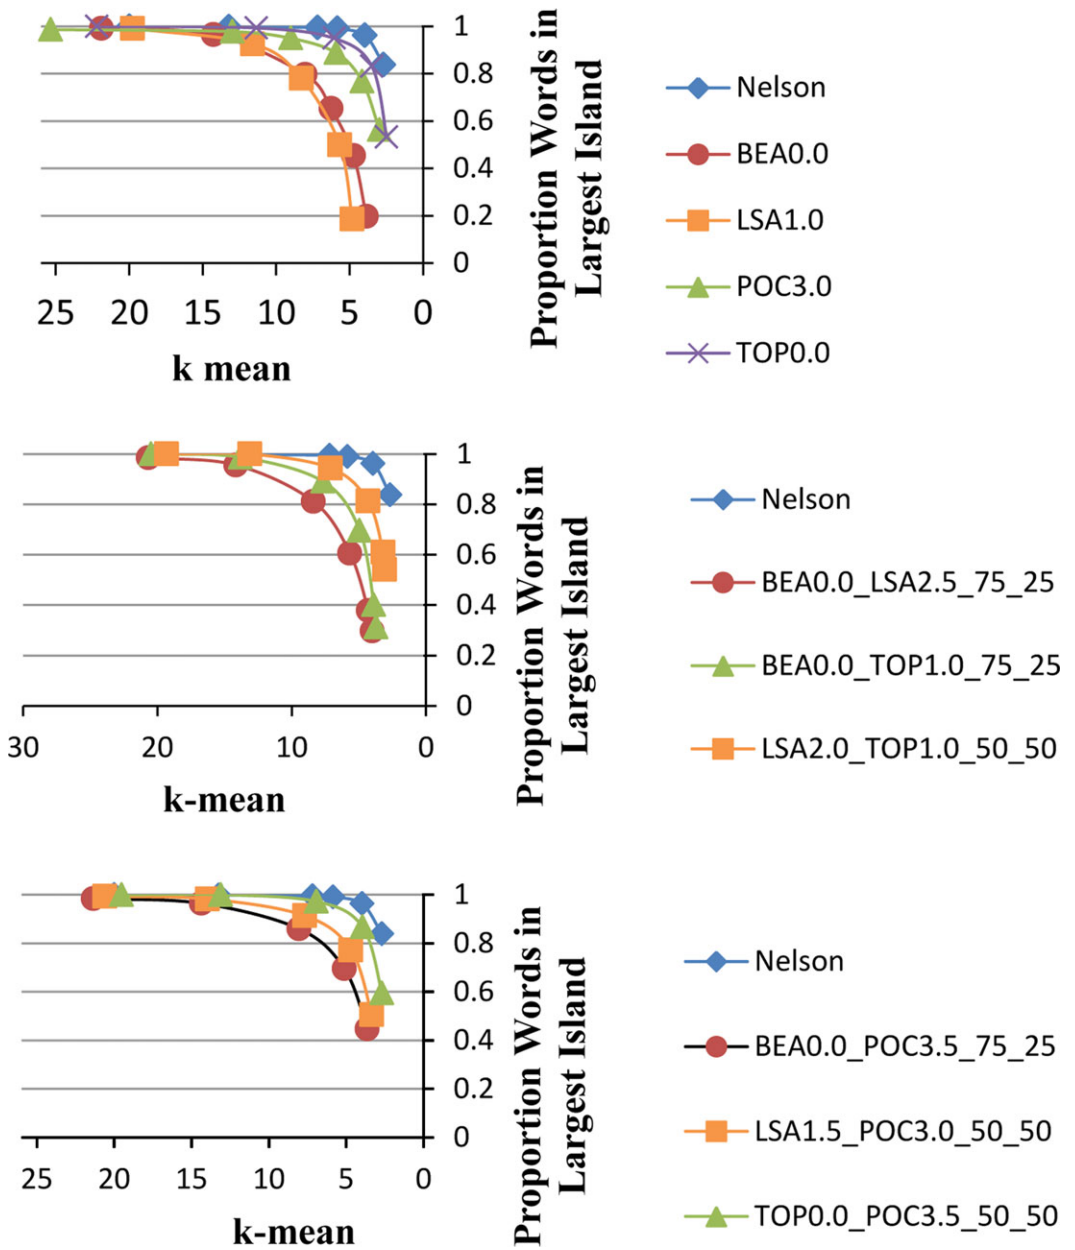 1
0.8
0.6
0.4
0.2
0
25 20 15 10 5 0
k mean
Proportion Words in
Largest Island
Nelson
BEA0.0
LSA1.0
POC3.0
TOP0.0
1
0.8
0.6
0.4
0.2
0
30 20 10 0
k-mean
Proportion Words in
Largest Island
Nelson
BEA0.0_LSA2.5_75_25
BEA0.0_TOP1.0_75_25
LSA2.0_TOP1.0_50_50
1
0.8
0.6
0.4
0.2
0
25 20 15 10 5 0
k-mean
Proportion Words in
Largest Island
Nelson
BEA0.0_POC3.5_75_25
LSA1.5_POC3.0_50_50
TOP0.0_POC3.5_50_50